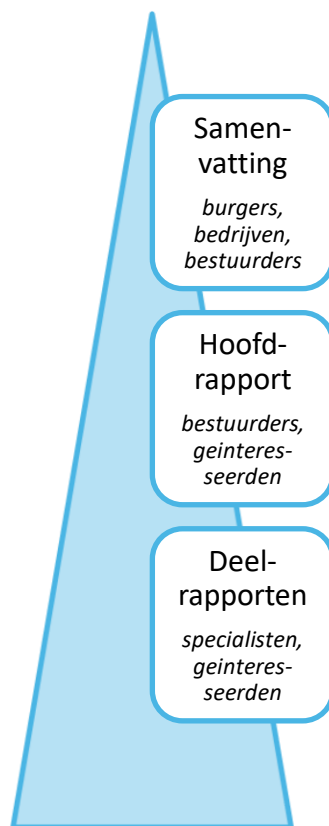 Samen-
vatting
burgers,
bedrijven,
bestuurders
Hoofd-
rapport
bestuurders,
geinteres-
seerden
Deel-
rapporten
specialisten,
geinteres-
seerden